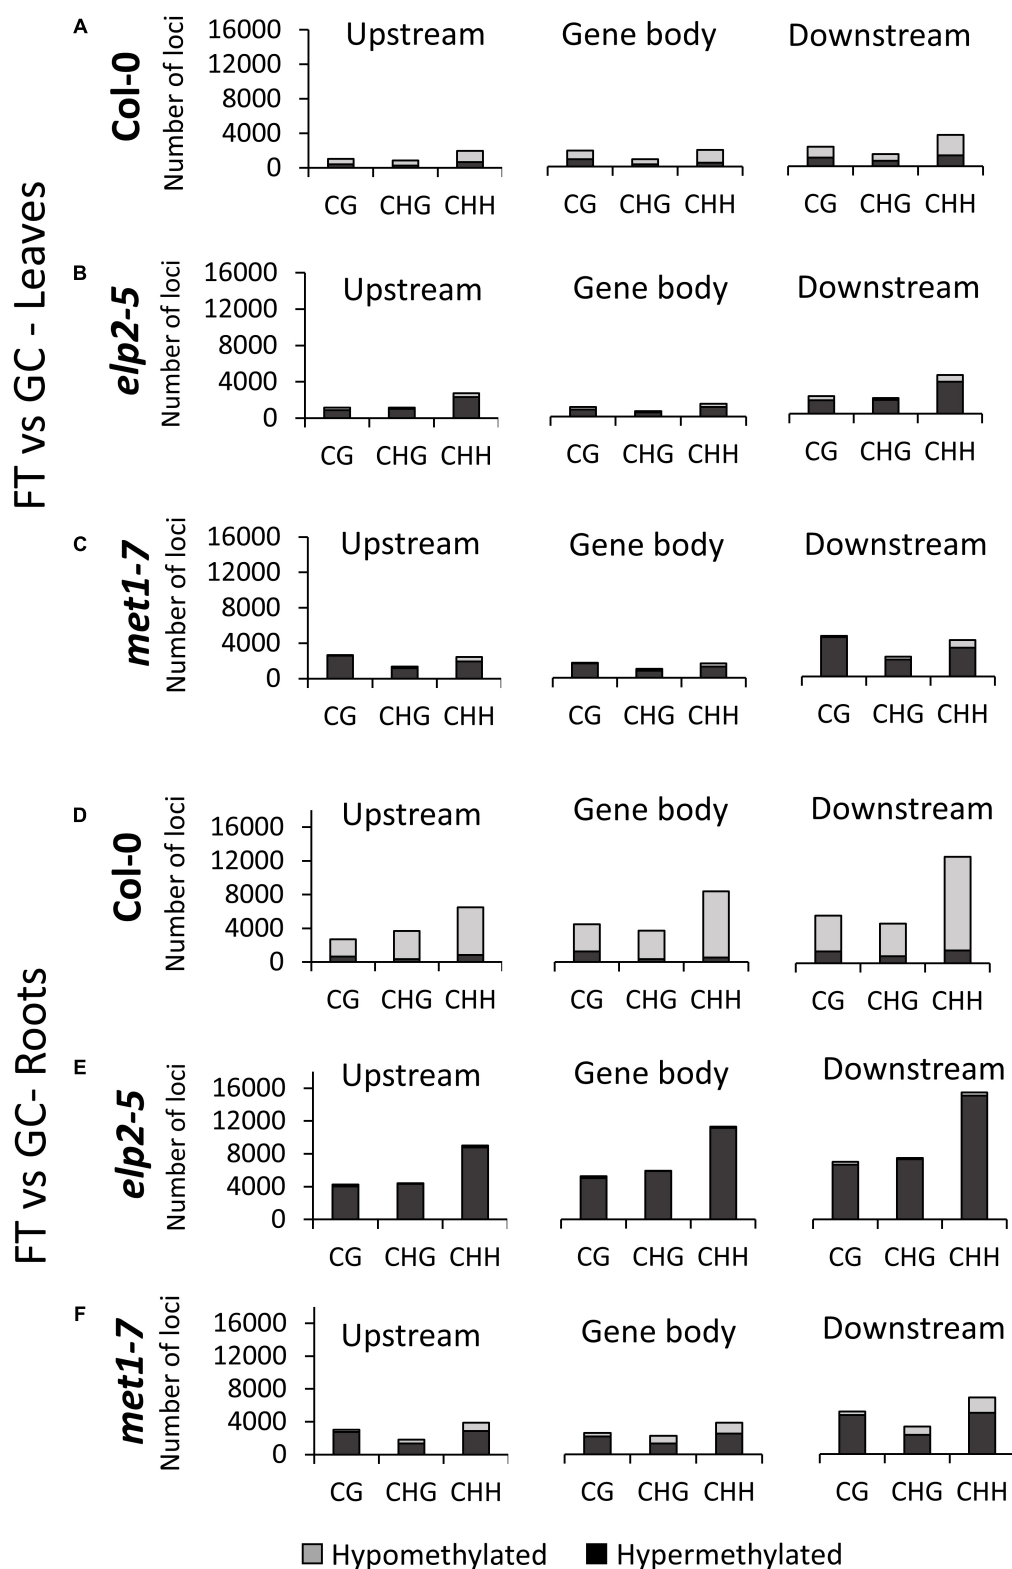 FT vs GC - Leaves
A
Col-0
Number of loci
16000
12000
8000
4000
0
Upstream
CG CHG CHH
Gene body
CG CHG CHH
Downstream
CG CHG CHH
B
elp2-5
Number of loci
16000
12000
8000
4000
0
Upstream
CG CHG CHH
Gene body
CG CHG CHH
Downstream
CG CHG CHH
C
met1-7
Number of loci
16000
12000
8000
4000
0
Upstream
CG CHG CHH
Gene body
CG CHG CHH
Downstream
CG CHG CHH
FT vs GC- Roots
D
Col-0
Number of loci
16000
12000
8000
4000
0
Upstream
CG CHG CHH
Gene body
CG CHG CHH
Downstream
CG CHG CHH
E
elp2-5
Number of loci
16000
12000
8000
4000
0
Upstream
CG CHG CHH
Gene body
CG CHG CHH
Downstream
CG CHG CHH
F
met1-7
Number of loci
16000
12000
8000
4000
0
Upstream
CG CHG CHH
Gene body
CG CHG CHH
Downstream
CG CHG CHH
Hypomethylated Hypermethylated